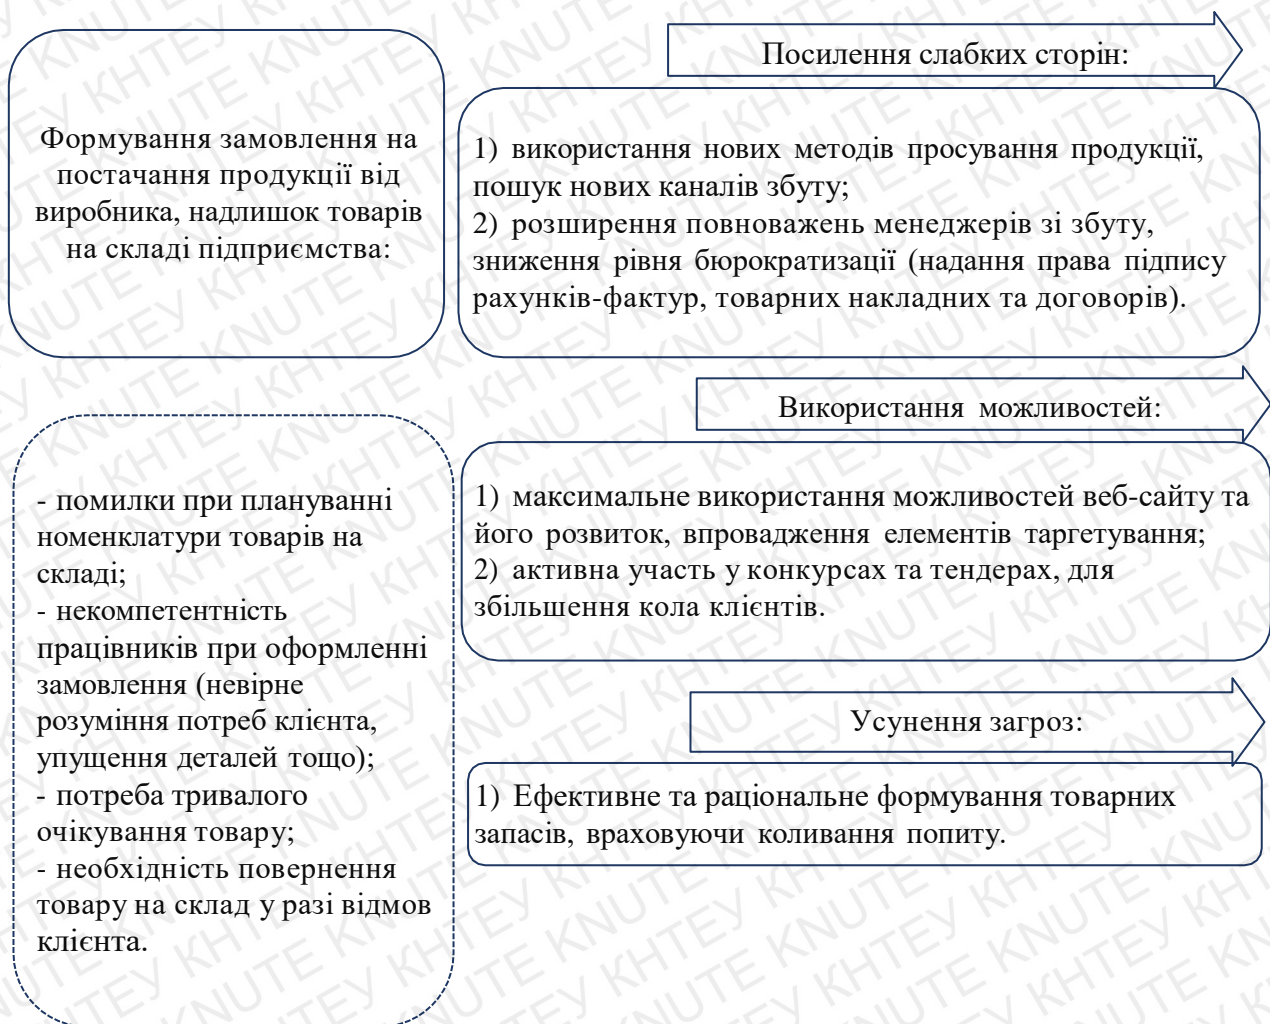 Формування замовлення на
постачання продукції від
виробника, надлишок товарів
на складі підприємства:
- помилки при плануванні
номенклатури товарів на
складі;
- некомпетентність
працівників при оформленні
замовлення (невірне
розуміння потреб клієнта,
упущення деталей тощо);
- потреба тривалого
очікування товару;
- необхідність повернення
товару на склад у разі відмов
клієнта.
Посилення слабких сторін:
1) використання нових методів просування продукції,
пошук нових каналів збуту;
2) розширення повноважень менеджерів зі збуту,
зниження рівня бюрократизації (надання права підпису
рахунків-фактур, товарних накладних та договорів).
Використання можливостей:
1) максимальне використання можливостей веб-сайту та
його розвиток, впровадження елементів таргетування;
2) активна участь у конкурсах та тендерах, для
збільшення кола клієнтів.
Усунення загроз:
1) Ефективне та раціональне формування товарних
запасів, враховуючи коливання попиту.